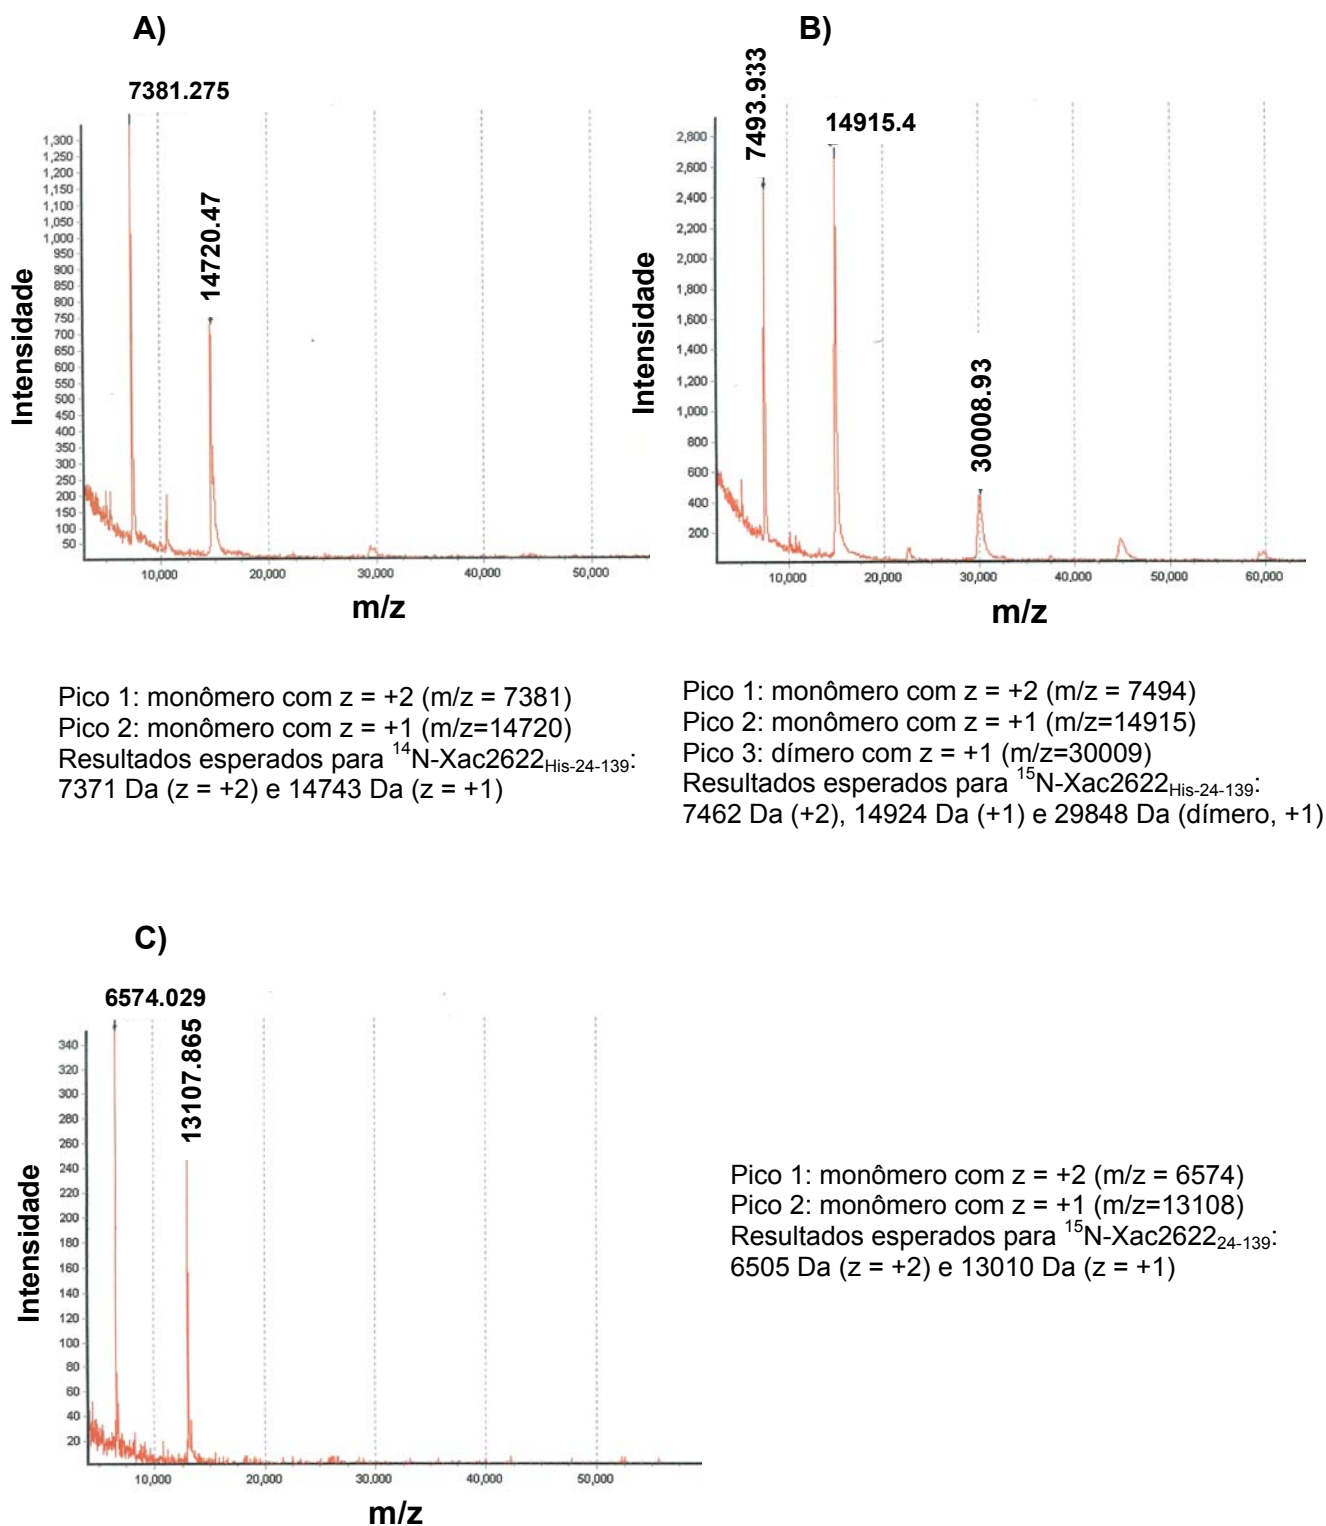 A)
7381.275
14720.47
1,300
1,250
1,200
1,150
1,100
1,050
1,000
950
900
850
800
750
700
650
600
550
500
450
400
350
300
250
200
150
100
50
Intensidade
10,000 20,000 30,000 40,000 50,000
m/z
B)
7493.933
14915.4
30008.93
2,800
2,600
2,400
2,200
2,000
1,800
1,600
1,400
1,200
1,000
800
600
400
200
Intensidade
10,000 20,000 30,000 40,000 50,000 60,000
m/z
Pico 1: monômero com z = +2 (m/z = 7381)
Pico 2: monômero com z = +1 (m/z=14720)
Resultados esperados para ¹⁴N-Xac2622His-24-139:
7371 Da (z = +2) e 14743 Da (z = +1)
Pico 1: monômero com z = +2 (m/z = 7494)
Pico 2: monômero com z = +1 (m/z=14915)
Pico 3: dímero com z = +1 (m/z=30009)
Resultados esperados para ¹⁵N-Xac2622His-24-139:
7462 Da (+2), 14924 Da (+1) e 29848 Da (dímero, +1)
C)
6574.029
13107.865
340
320
300
280
260
240
220
200
180
160
140
120
100
80
60
40
20
Intensidade
10,000 20,000 30,000 40,000 50,000
m/z
Pico 1: monômero com z = +2 (m/z = 6574)
Pico 2: monômero com z = +1 (m/z=13108)
Resultados esperados para ¹⁵N-Xac2622₂₄₋₁₃₉:
6505 Da (z = +2) e 13010 Da (z = +1)